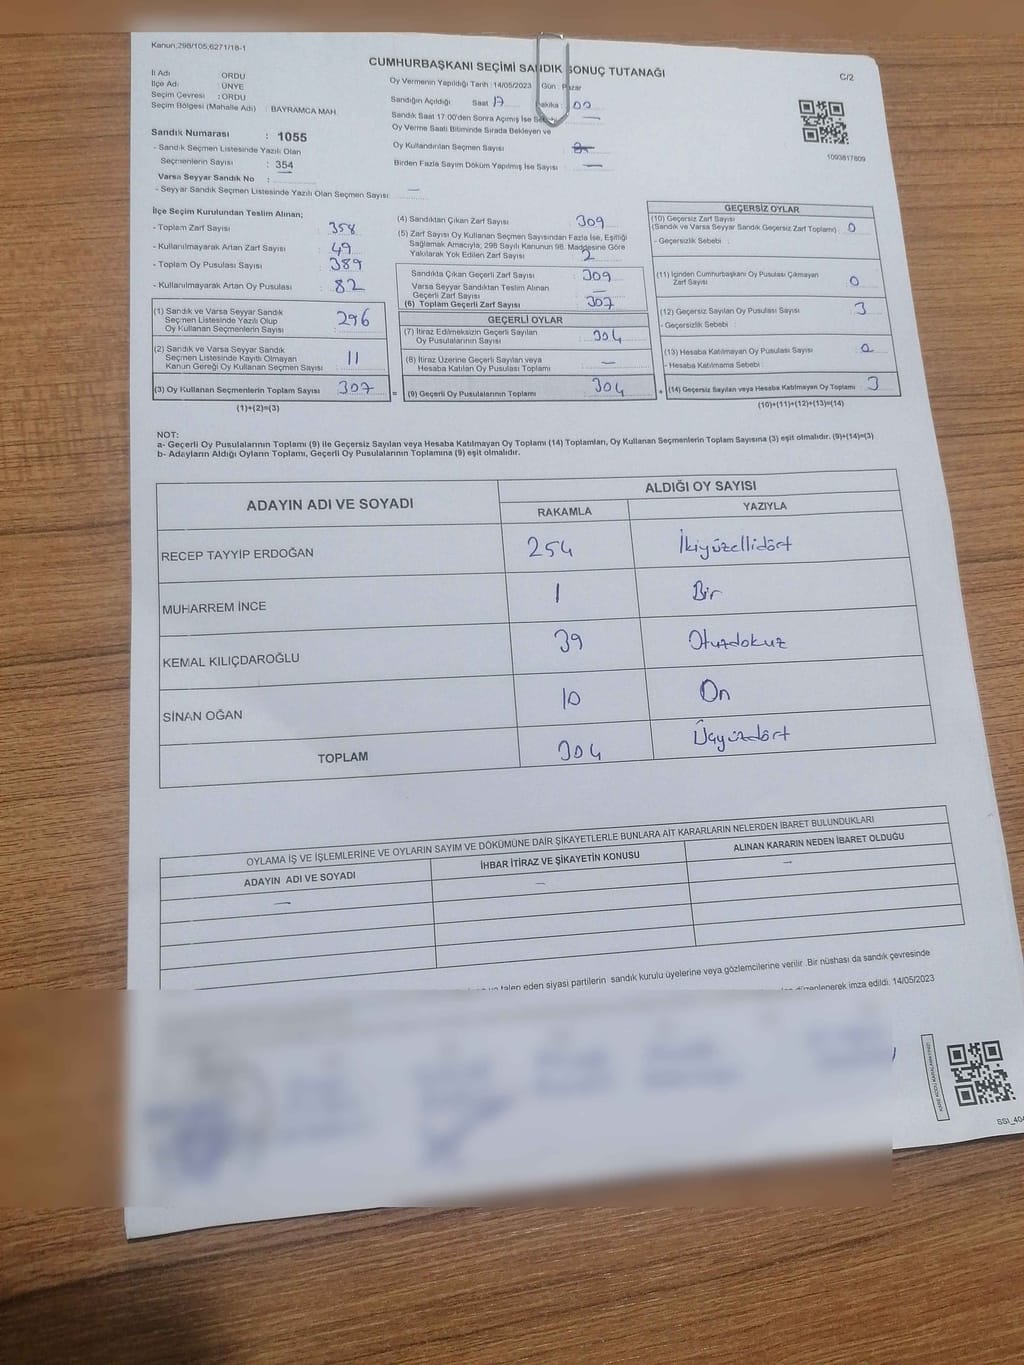 Kanun;298/105;6271/18-1
CUMHURBAŞKANI SEÇİMİ SANDIK SONUÇ TUTANAĞI
C/2
İl Adı : ORDU
İlçe Adı : ÜNYE
Seçim Çevresi : ORDU
Seçim Bölgesi (Mahalle Adı) : BAYRAMCA MAH.
Oy Vermenin Yapıldığı Tarih :14/05/2023 Gün : Pazar
Sandığın Açıldığı Saat 17 Dakika : 00
Sandık Saat 17:00'den Sonra Açılmış İse
Oy Verme Saati Bitiminde Sırada Bekleyen ve
Oy Kullandırılan Seçmen Sayısı
Birden Fazla Sayım Döküm Yapılmış İse Sayısı : —
1093817809
Sandık Numarası : 1055
- Sandık Seçmen Listesinde Yazılı Olan
Seçmenlerin Sayısı : 354
Varsa Seyyar Sandık No :
- Seyyar Sandık Seçmen Listesinde Yazılı Olan Seçmen Sayısı: —
İlçe Seçim Kurulundan Teslim Alınan;
- Toplam Zarf Sayısı : 358
- Kullanılmayarak Artan Zarf Sayısı : 49
- Toplam Oy Pusulası Sayısı : 389
- Kullanılmayarak Artan Oy Pusulası : 82
(1) Sandık ve Varsa Seyyar Sandık
Seçmen Listesinde Yazılı Olup
Oy Kullanan Seçmenlerin Sayısı : 296
(2) Sandık ve Varsa Seyyar Sandık
Seçmen Listesinde Kayıtlı Olmayan
Kanun Gereği Oy Kullanan Seçmen Sayısı : 11
(3) Oy Kullanan Seçmenlerin Toplam Sayısı : 307
(1)+(2)=(3)
(4) Sandıktan Çıkan Zarf Sayısı : 309
(5) Zarf Sayısı Oy Kullanan Seçmen Sayısından Fazla İse, Eşitliği
Sağlamak Amacıyla, 298 Sayılı Kanunun 98. Maddesine Göre
Yakılarak Yok Edilen Zarf Sayısı : 2
Sandıkta Çıkan Geçerli Zarf Sayısı : 309
Varsa Seyyar Sandıktan Teslim Alınan
Geçerli Zarf Sayısı : —
(6) Toplam Geçerli Zarf Sayısı : 307
GEÇERLİ OYLAR
(7) İtiraz Edilmeksizin Geçerli Sayılan
Oy Pusulalarının Sayısı : 304
(8) İtiraz Üzerine Geçerli Sayılan veya
Hesaba Katılan Oy Pusulası Toplamı : —
= (9) Geçerli Oy Pusulalarının Toplamı : 304
GEÇERSİZ OYLAR
(10) Geçersiz Zarf Sayısı
(Sandık ve Varsa Seyyar Sandık Geçersiz Zarf Toplamı) : 0
- Geçersizlik Sebebi :
(11) İçinden Cumhurbaşkanı Oy Pusulası Çıkmayan
Zarf Sayısı : 0
(12) Geçersiz Sayılan Oy Pusulası Sayısı : 3
- Geçersizlik Sebebi :
(13) Hesaba Katılmayan Oy Pusulası Sayısı : 0
- Hesaba Katılmama Sebebi :
+ (14) Geçersiz Sayılan veya Hesaba Katılmayan Oy Toplamı : 3
(10)+(11)+(12)+(13)=(14)
NOT:
a- Geçerli Oy Pusulalarının Toplamı (9) ile Geçersiz Sayılan veya Hesaba Katılmayan Oy Toplamı (14) Toplamları, Oy Kullanan Seçmenlerin Toplam Sayısına (3) eşit olmalıdır. (9)+(14)=(3)
b- Adayların Aldığı Oyların Toplamı, Geçerli Oy Pusulalarının Toplamına (9) eşit olmalıdır.
ADAYIN ADI VE SOYADI
ALDIĞI OY SAYISI
RAKAMLA YAZIYLA
RECEP TAYYİP ERDOĞAN 254 İkiyüzellidört
MUHARREM İNCE 1 Bir
KEMAL KILIÇDAROĞLU 39 Otuzdokuz
SİNAN OĞAN 10 On
TOPLAM 304 Üçyüzdört
OYLAMA İŞ VE İŞLEMLERİNE VE OYLARIN SAYIM VE DÖKÜMÜNE DAİR ŞİKAYETLERLE BUNLARA AİT KARARLARIN NELERDEN İBARET BULUNDUKLARI
ADAYIN ADI VE SOYADI İHBAR İTİRAZ VE ŞİKAYETİN KONUSU ALINAN KARARIN NEDEN İBARET OLDUĞU
— — —
talep eden siyasi partilerin sandık kurulu üyelerine veya gözlemcilerine verilir .Bir nüshası da sandık çevresinde
düzenlenerek imza edildi. 14/05/2023